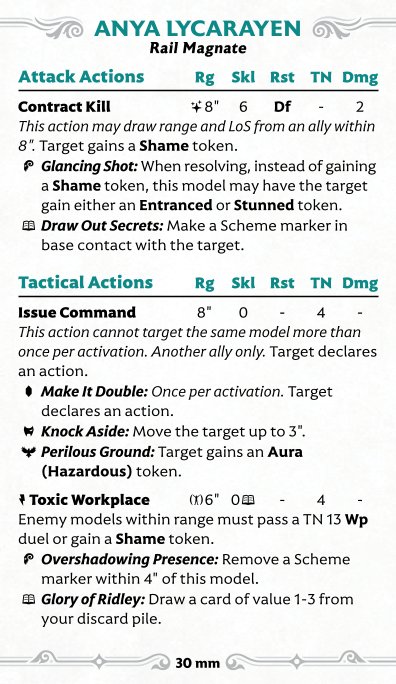 ANYA LYCARAYEN
Rail Magnate
Attack Actions Rg Skl Rst TN Dmg
Contract Kill 8" 6 Df - 2
This action may draw range and LoS from an ally within
8". Target gains a Shame token.
Glancing Shot: When resolving, instead of gaining
a Shame token, this model may have the target
gain either an Entranced or Stunned token.
Draw Out Secrets: Make a Scheme marker in
base contact with the target.
Tactical Actions Rg Skl Rst TN Dmg
Issue Command 8" 0 - 4 -
This action cannot target the same model more than
once per activation. Another ally only. Target declares
an action.
Make It Double: Once per activation. Target
declares an action.
Knock Aside: Move the target up to 3".
Perilous Ground: Target gains an Aura
(Hazardous) token.
Toxic Workplace 6" 0 - 4 -
Enemy models within range must pass a TN 13 Wp
duel or gain a Shame token.
Overshadowing Presence: Remove a Scheme
marker within 4" of this model.
Glory of Ridley: Draw a card of value 1-3 from
your discard pile.
30 mm